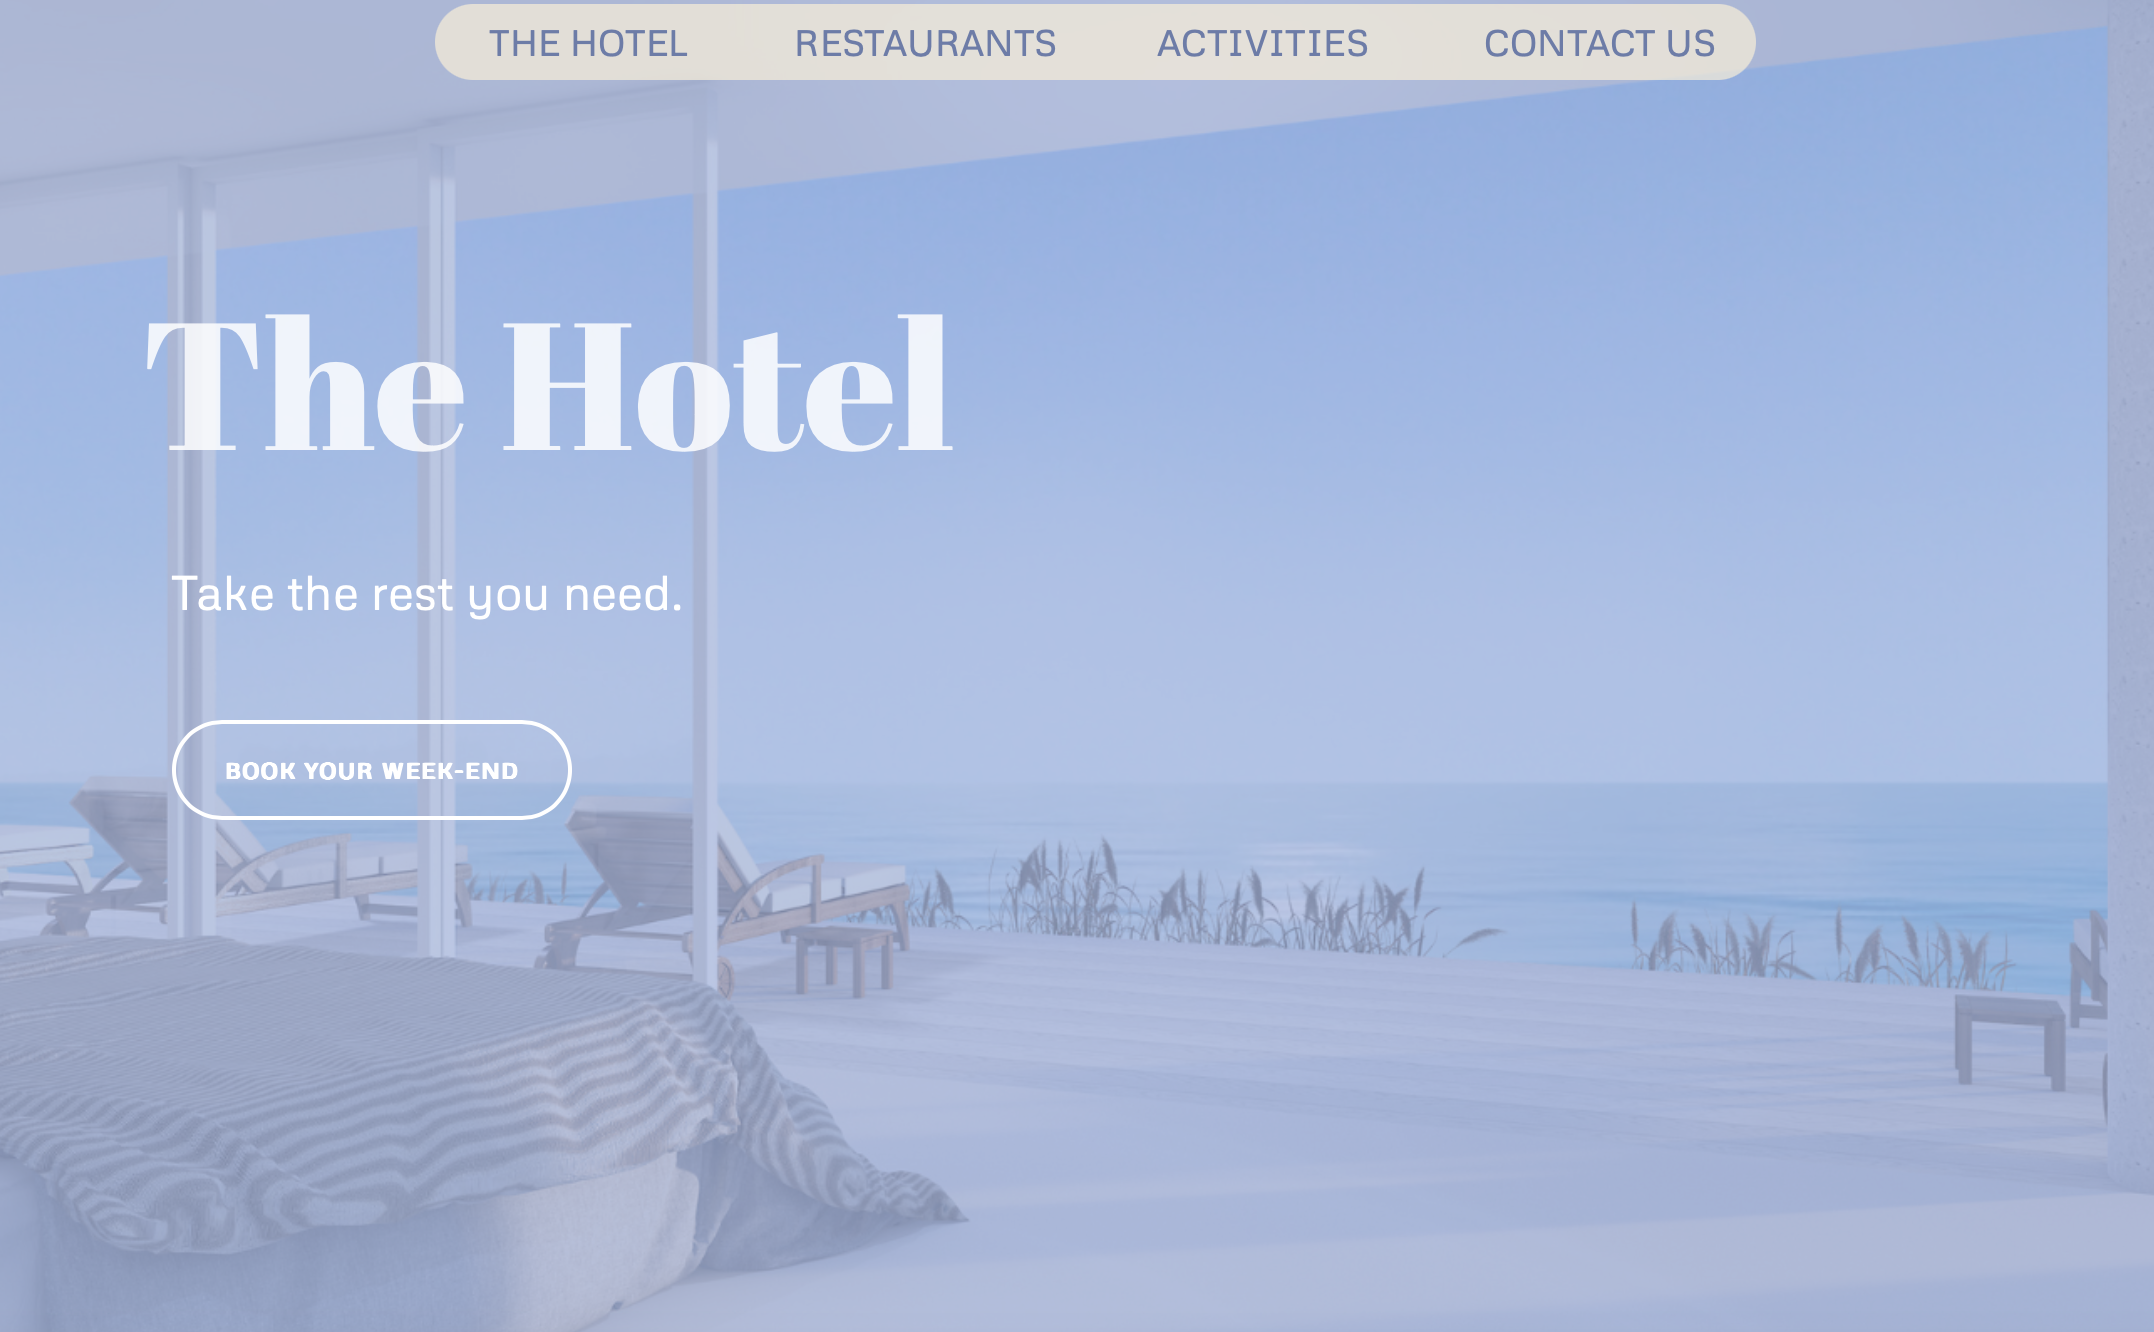 THE HOTEL RESTAURANTS ACTIVITIES CONTACT US
The Hotel
Take the rest you need.
BOOK YOUR WEEK-END